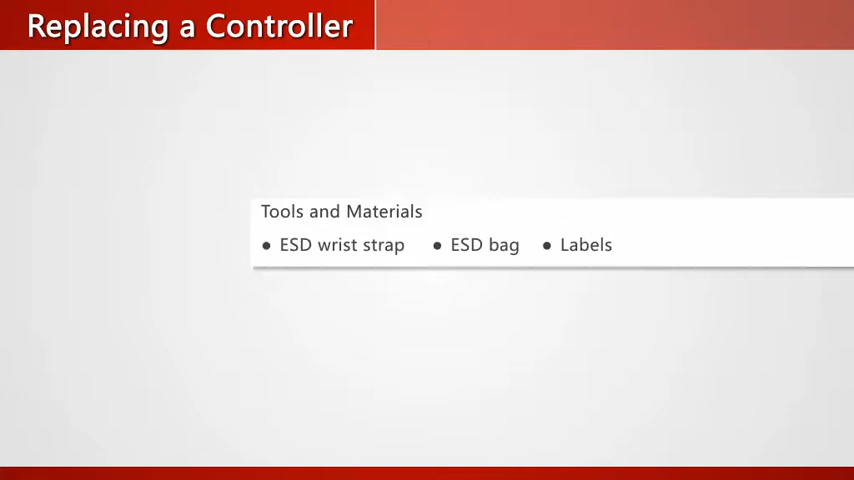 Replacing a Controller
Tools and Materials
● ESD wrist strap ● ESD bag ● Labels